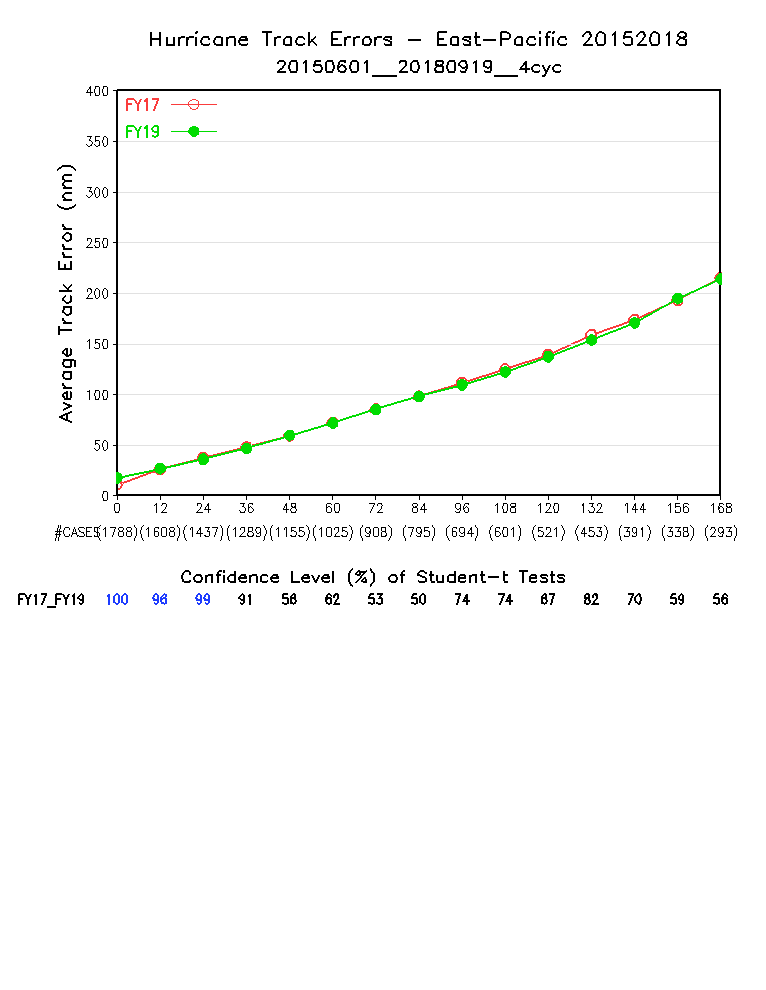 Hurricane Track Errors - East-Pacific 20152018
20150601__20180919__4cyc
FY17
FY19
Average Track Error (nm)
400
350
300
250
200
150
100
50
0
0 12 24 36 48 60 72 84 96 108 120 132 144 156 168
#CASES(1788)(1608)(1437)(1289)(1155)(1025) (908) (795) (694) (601) (521) (453) (391) (338) (293)
Confidence Level (%) of Student-t Tests
FY17_FY19 100 96 99 91 56 62 53 50 74 74 67 82 70 59 56